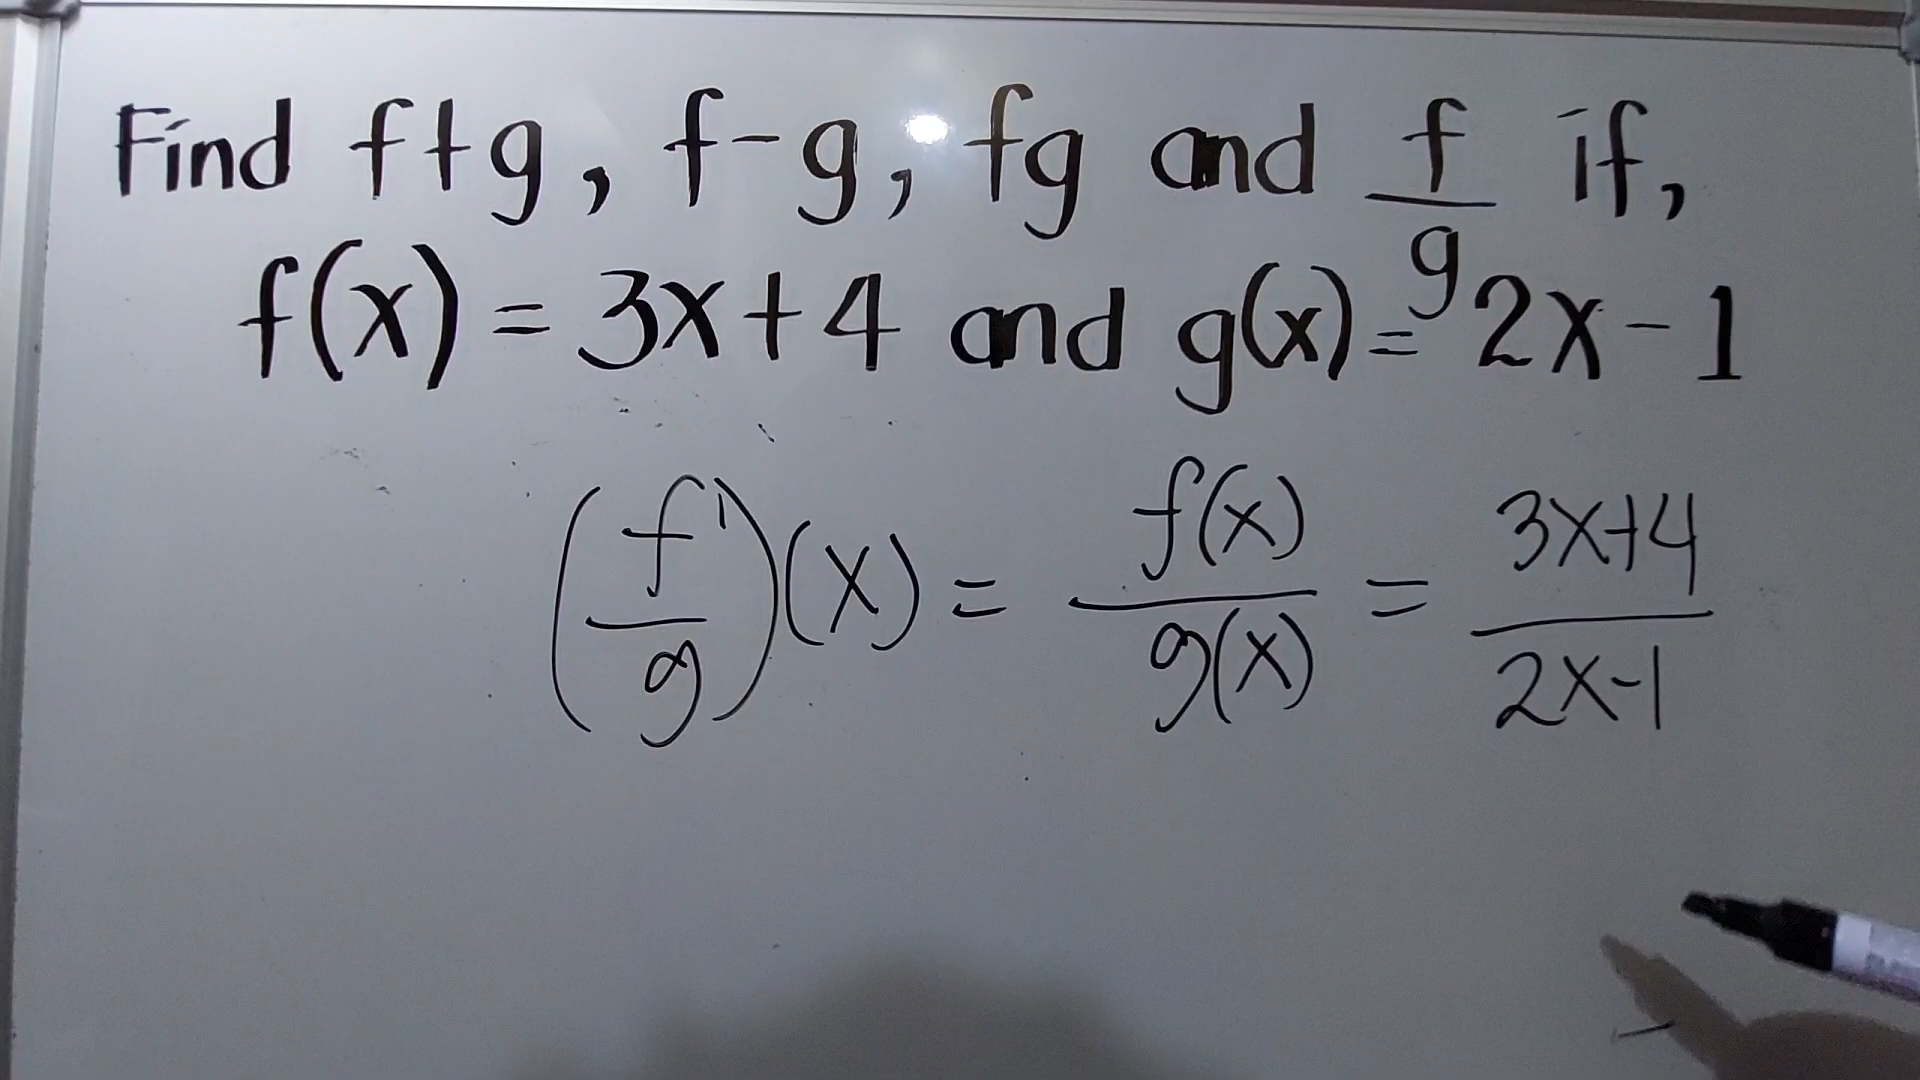 Find f+g, f-g, fg and f/g if,
f(x) = 3x+4 and g(x) = 2x-1
(f/g)(x) = f(x)/g(x) = 3x+4/2x-1